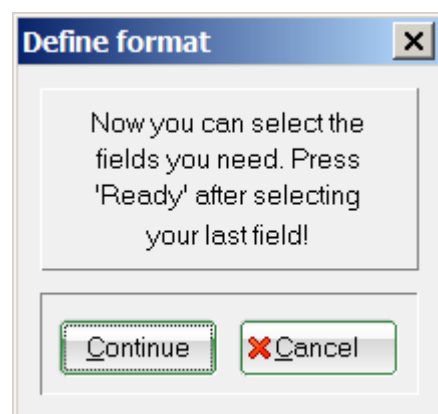 Define format
Now you can select the
fields you need. Press
'Ready' after selecting
your last field!
Continue
Cancel